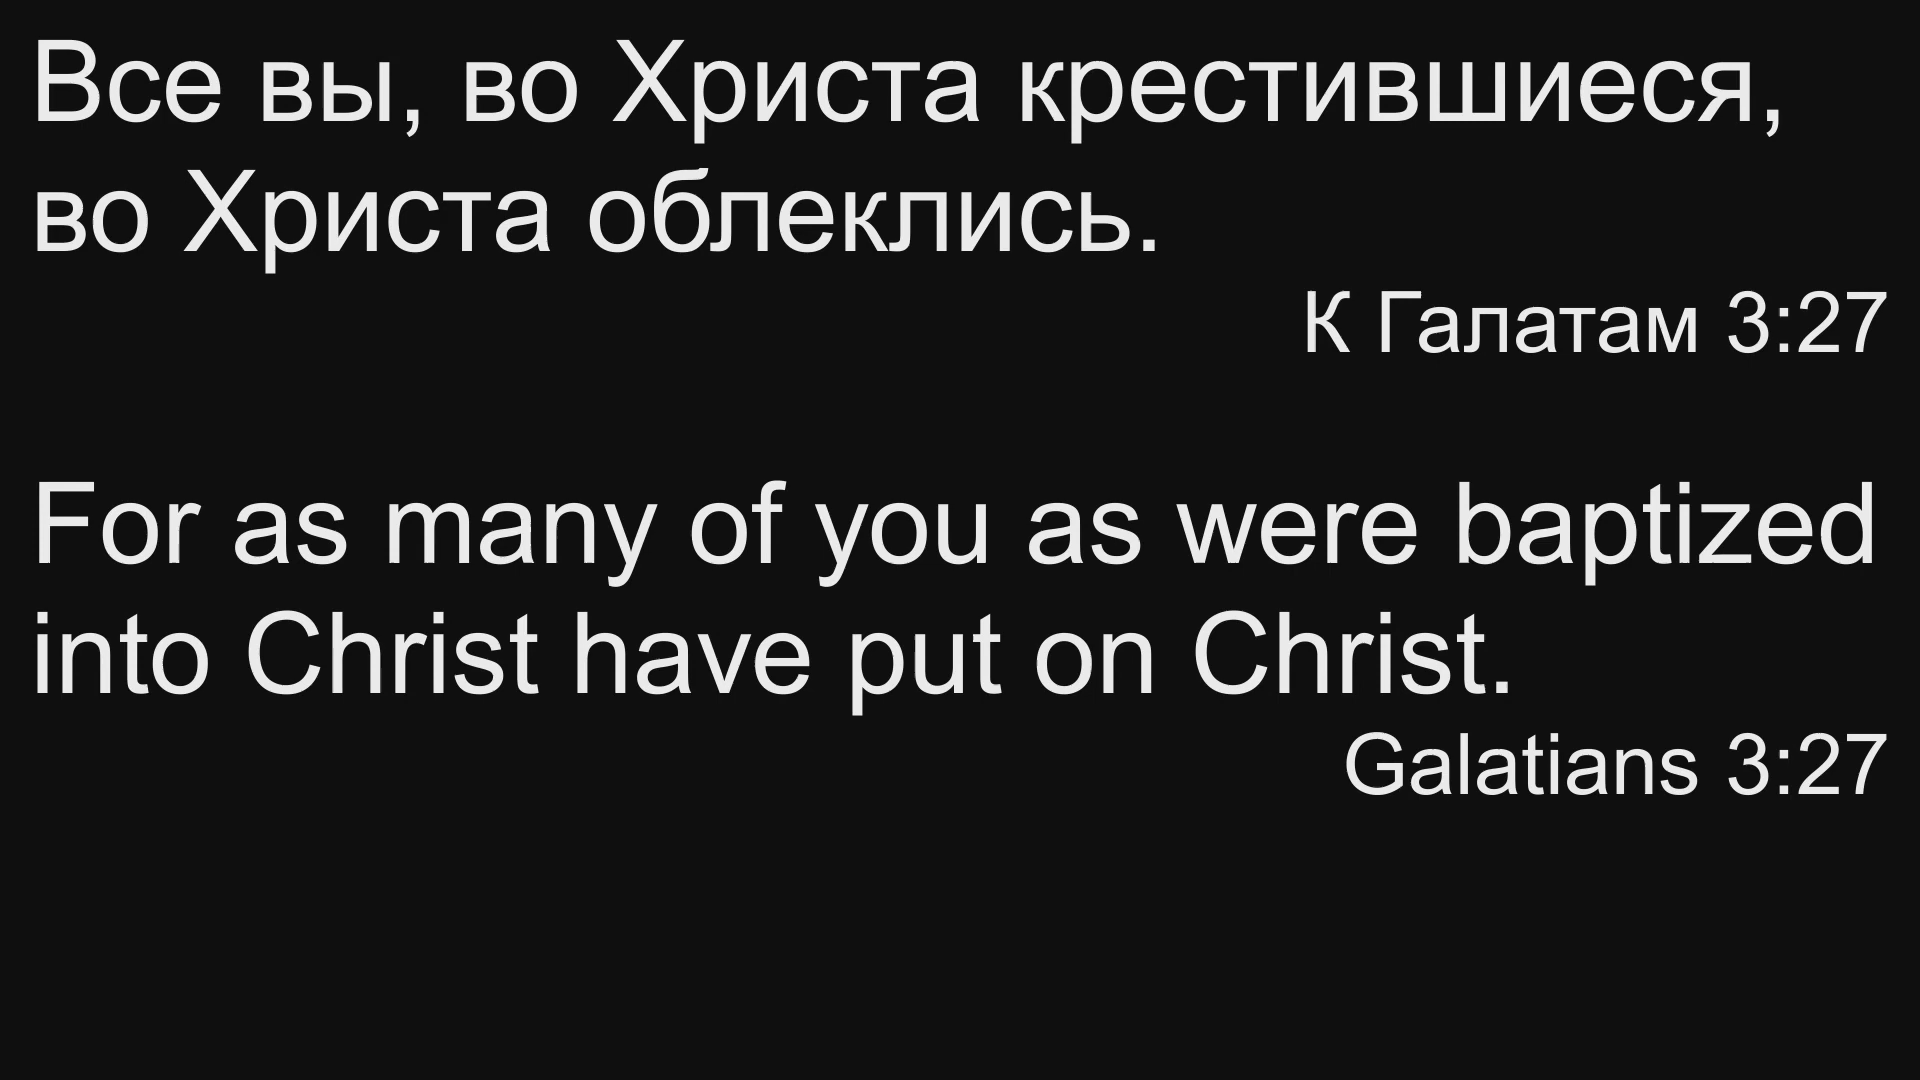 Все вы, во Христа крестившиеся,
во Христа облеклись.
К Галатам 3:27
For as many of you as were baptized
into Christ have put on Christ.
Galatians 3:27